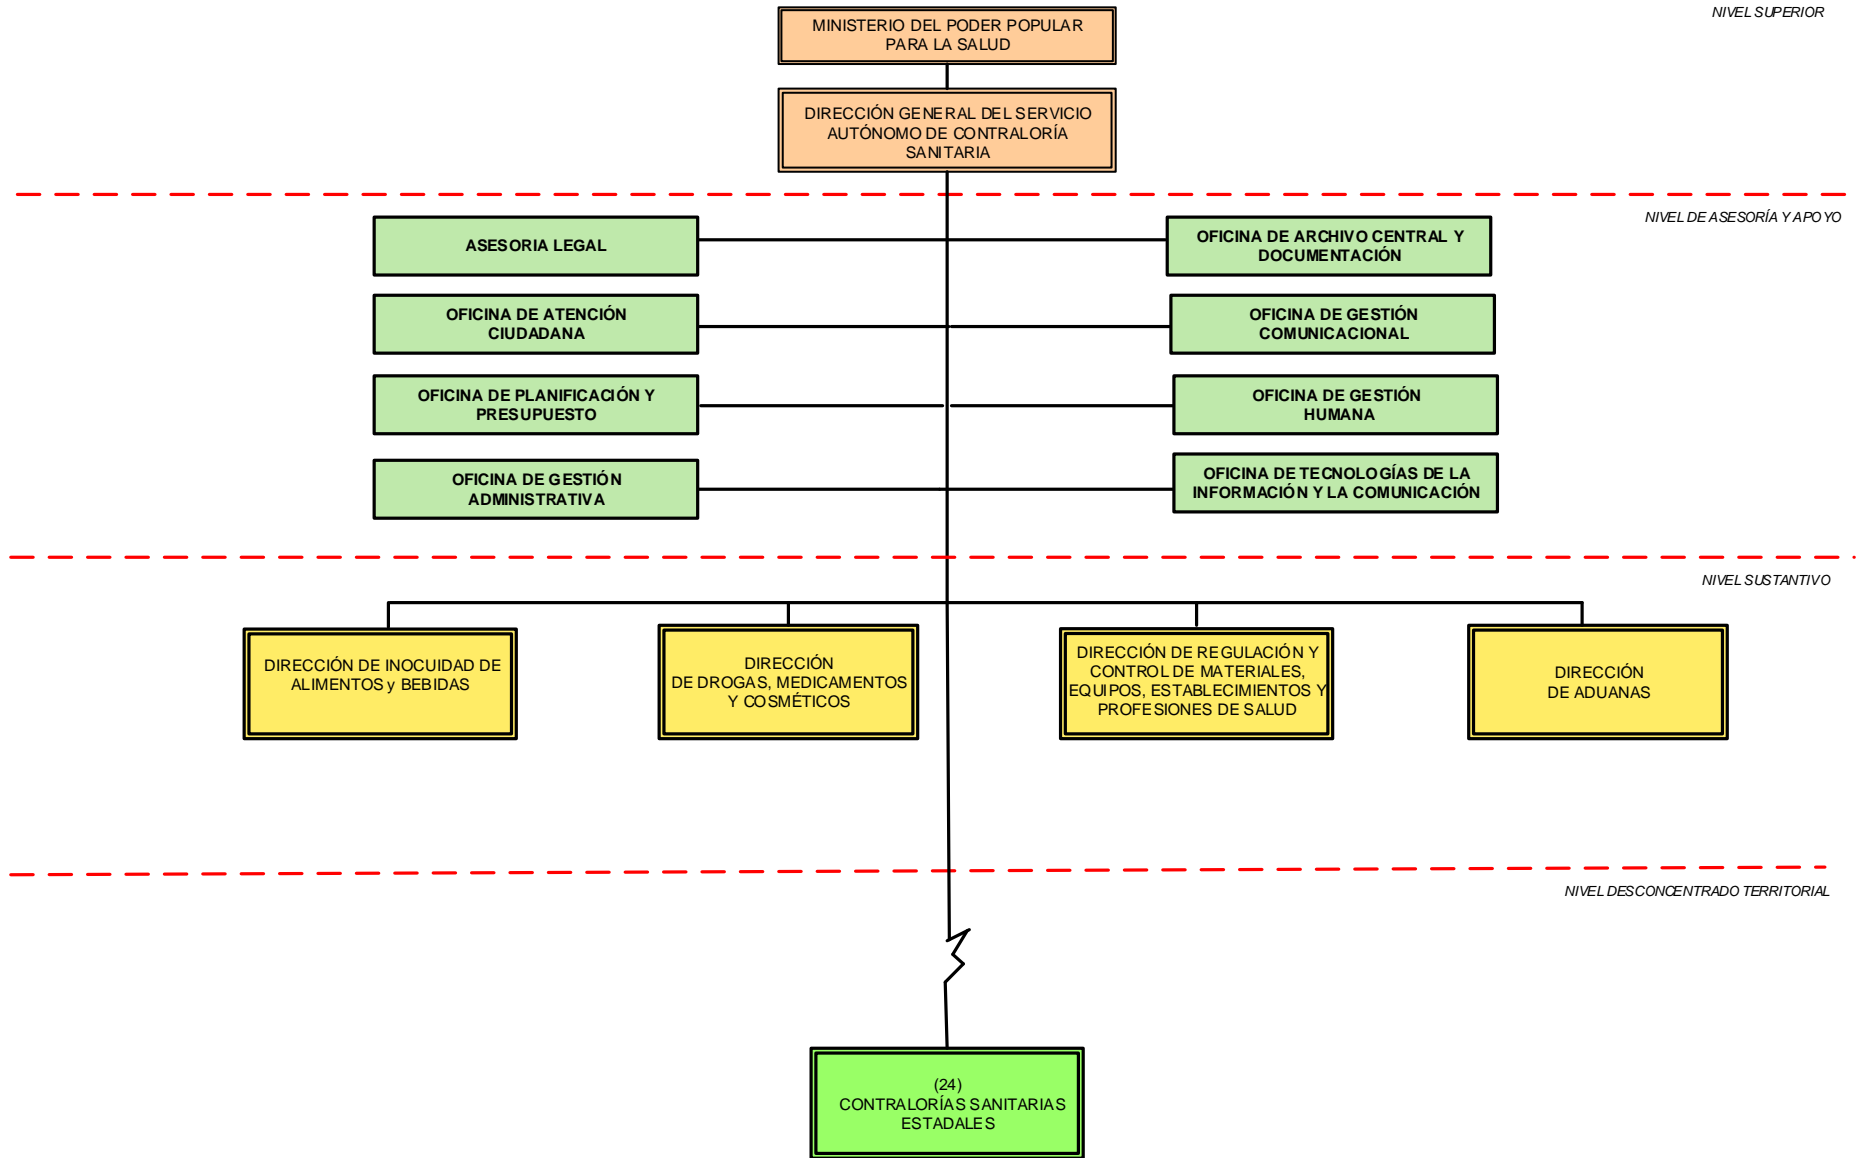 NIVEL SUPERIOR
MINISTERIO DEL PODER POPULAR
PARA LA SALUD
DIRECCIÓN GENERAL DEL SERVICIO
AUTÓNOMO DE CONTRALORÍA
SANITARIA
NIVEL DE ASESORÍA Y APOYO
ASESORIA LEGAL
OFICINA DE ARCHIVO CENTRAL Y
DOCUMENTACIÓN
OFICINA DE ATENCIÓN
CIUDADANA
OFICINA DE GESTIÓN
COMUNICACIONAL
OFICINA DE PLANIFICACIÓN Y
PRESUPUESTO
OFICINA DE GESTIÓN
HUMANA
OFICINA DE GESTIÓN
ADMINISTRATIVA
OFICINA DE TECNOLOGÍAS DE LA
INFORMACIÓN Y LA COMUNICACIÓN
NIVEL SUSTANTIVO
DIRECCIÓN DE INOCUIDAD DE
ALIMENTOS y BEBIDAS
DIRECCIÓN
DE DROGAS, MEDICAMENTOS
Y COSMÉTICOS
DIRECCIÓN DE REGULACIÓN Y
CONTROL DE MATERIALES,
EQUIPOS, ESTABLECIMIENTOS Y
PROFESIONES DE SALUD
DIRECCIÓN
DE ADUANAS
NIVEL DESCONCENTRADO TERRITORIAL
(24)
CONTRALORÍAS SANITARIAS
ESTADALES